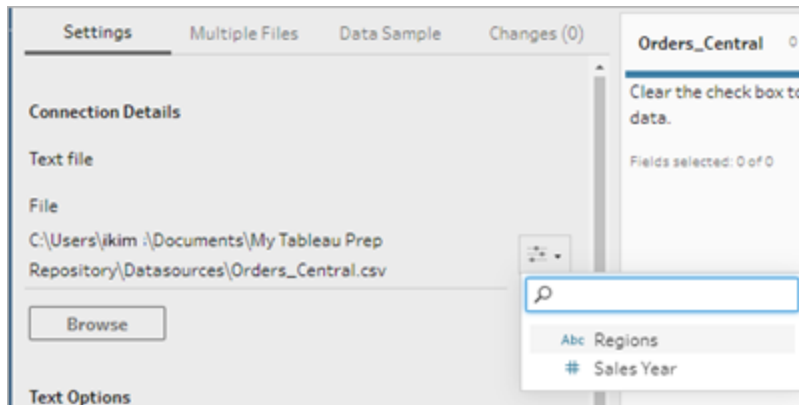 Settings Multiple Files Data Sample Changes (0)
Orders_Central 0
Clear the check box to
data.
Fields selected: 0 of 0
Connection Details
Text file
File
C:\Users\ikim \Documents\My Tableau Prep
Repository\Datasources\Orders_Central.csv
Browse
Abc Regions
# Sales Year
Text Options